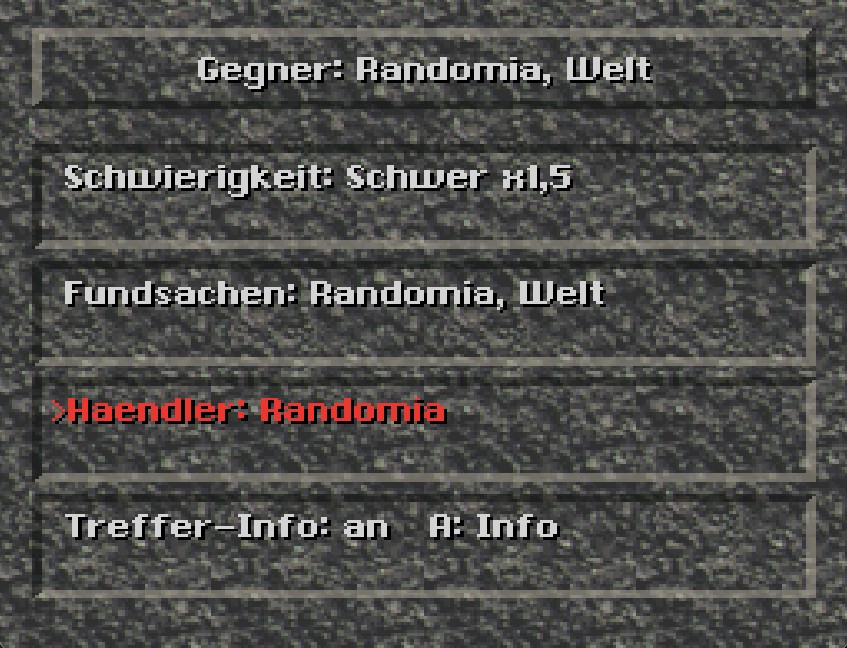 Gegner: Randomia, Welt
Schwierigkeit: Schwer x1,5
Fundsachen: Randomia, Welt
>Haendler: Randomia
Treffer-Info: an A: Info